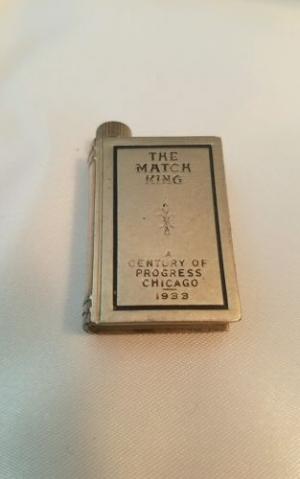 THE
MATCH
KING
A
CENTURY OF
PROGRESS
CHICAGO
1933